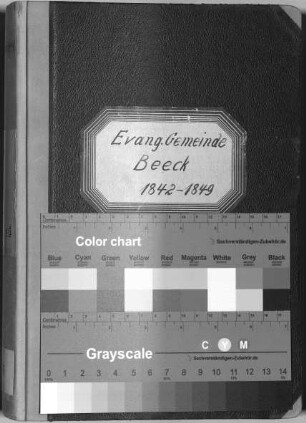 Evang. Gemeinde
Beeck
1842-1849
Color chart
Sachverständigen-Zubehör.de
Blue Cyan Green Yellow Red Magenta White Grey Black
Grayscale
C Y M
Sachverständigen-Zubehör.de
0 1 2 3 4 5 6 7 8 9 10 11 12 13 14